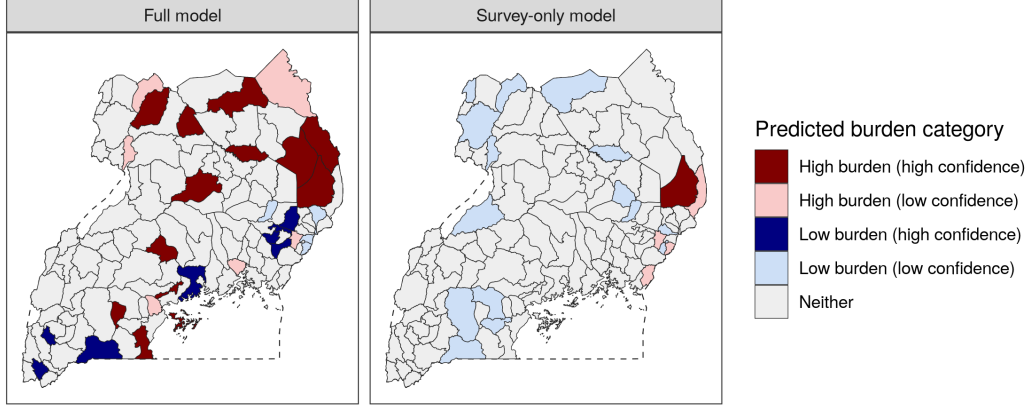 Full model
Survey-only model
Predicted burden category
High burden (high confidence)
High burden (low confidence)
Low burden (high confidence)
Low burden (low confidence)
Neither